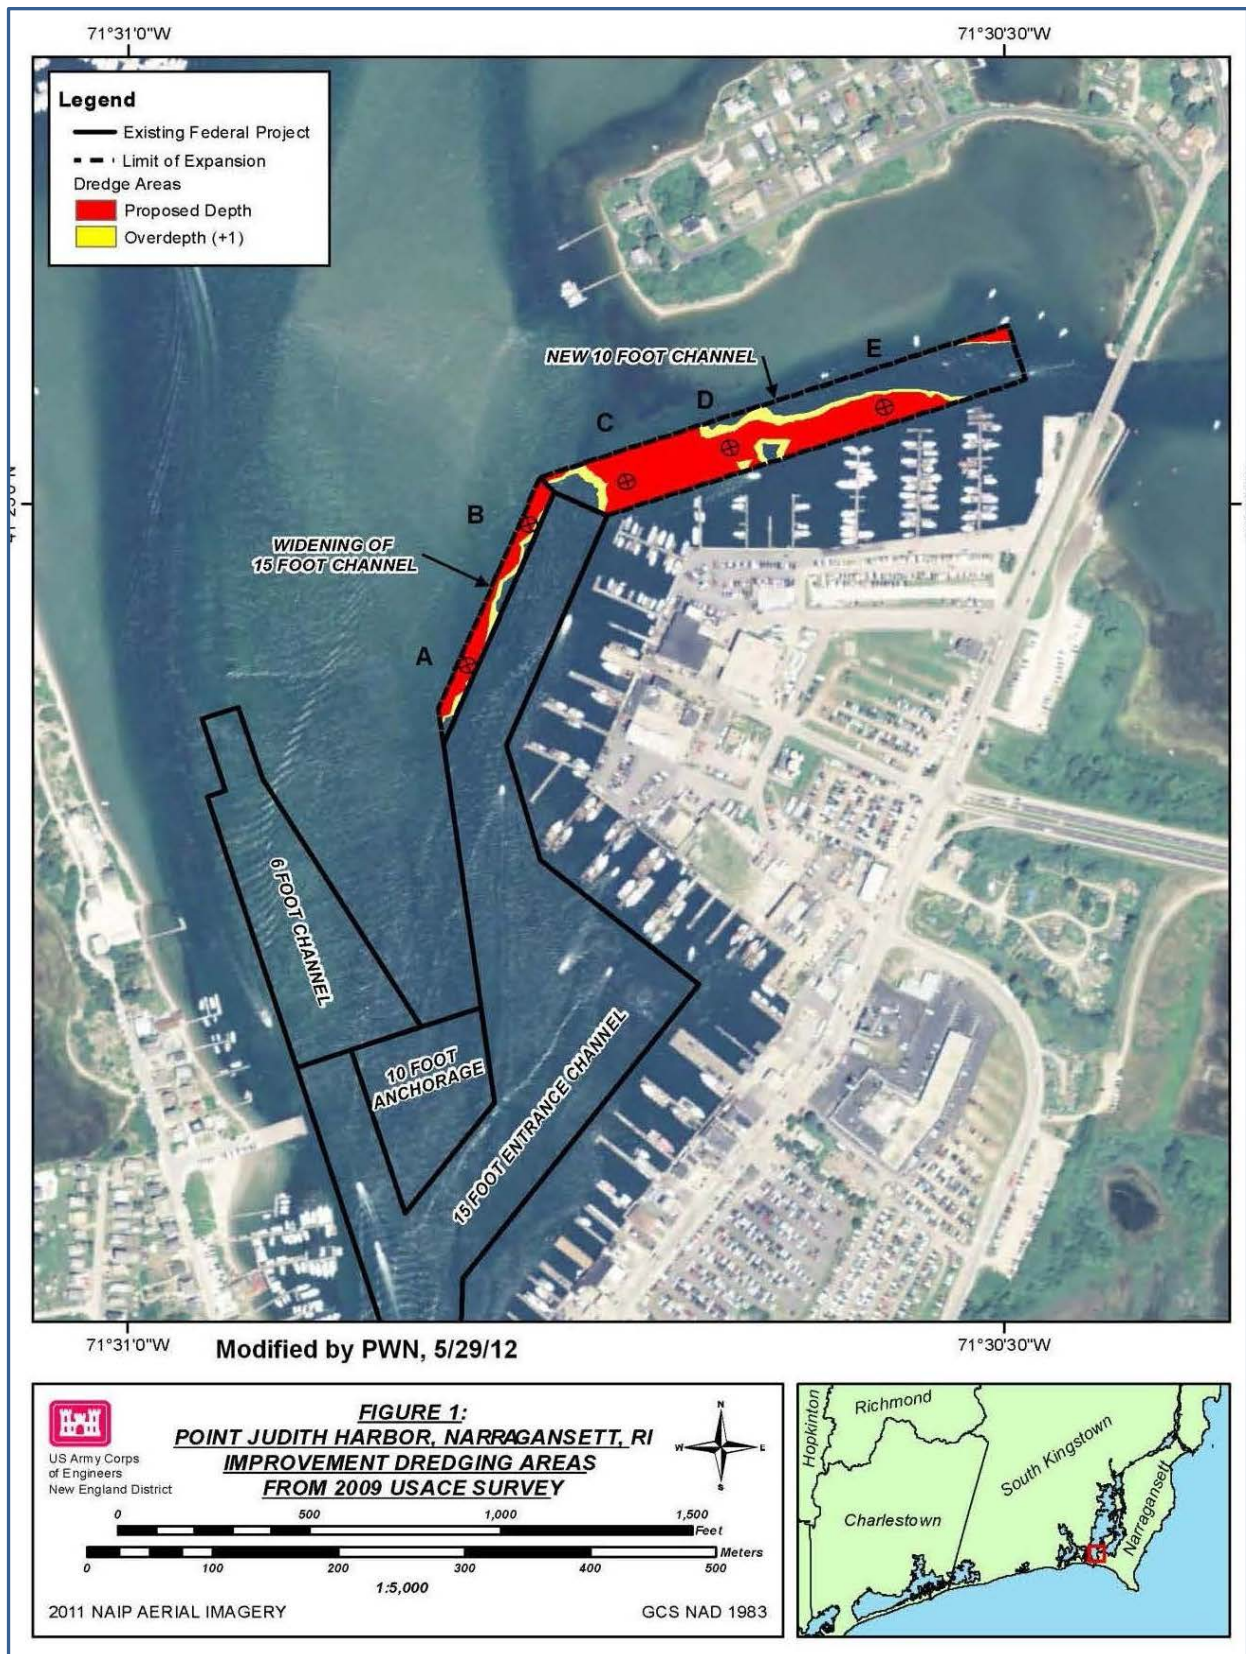 71°31'0"W
71°30'30"W
Legend
Existing Federal Project
Limit of Expansion
Dredge Areas
Proposed Depth
Overdepth (+1)
NEW 10 FOOT CHANNEL
E
D
C
B
WIDENING OF
15 FOOT CHANNEL
A
6 FOOT CHANNEL
10 FOOT
ANCHORAGE
15 FOOT ENTRANCE CHANNEL
71°31'0"W
71°30'30"W
Modified by PWN, 5/29/12
US Army Corps
of Engineers
New England District
FIGURE 1:
POINT JUDITH HARBOR, NARRAGANSETT, RI
IMPROVEMENT DREDGING AREAS
FROM 2009 USACE SURVEY
N
W E
S
0 500 1,000 1,500
Feet
Meters
0 100 200 300 400 500
1:5,000
2011 NAIP AERIAL IMAGERY
GCS NAD 1983
Hopkinton
Richmond
South Kingstown
Narragansett
Charlestown